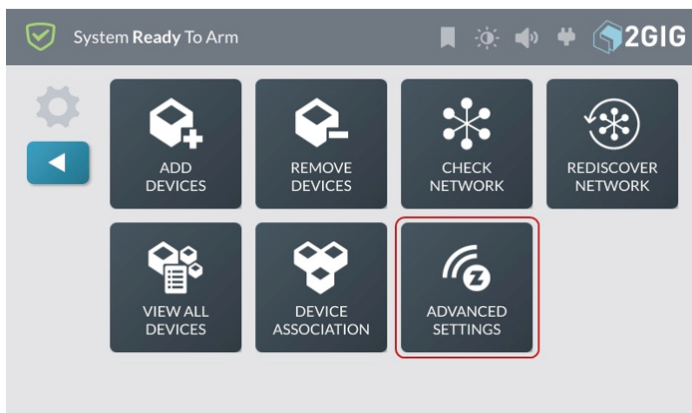 System Ready To Arm
2GIG
ADD
DEVICES
REMOVE
DEVICES
CHECK
NETWORK
REDISCOVER
NETWORK
VIEW ALL
DEVICES
DEVICE
ASSOCIATION
Z
ADVANCED
SETTINGS